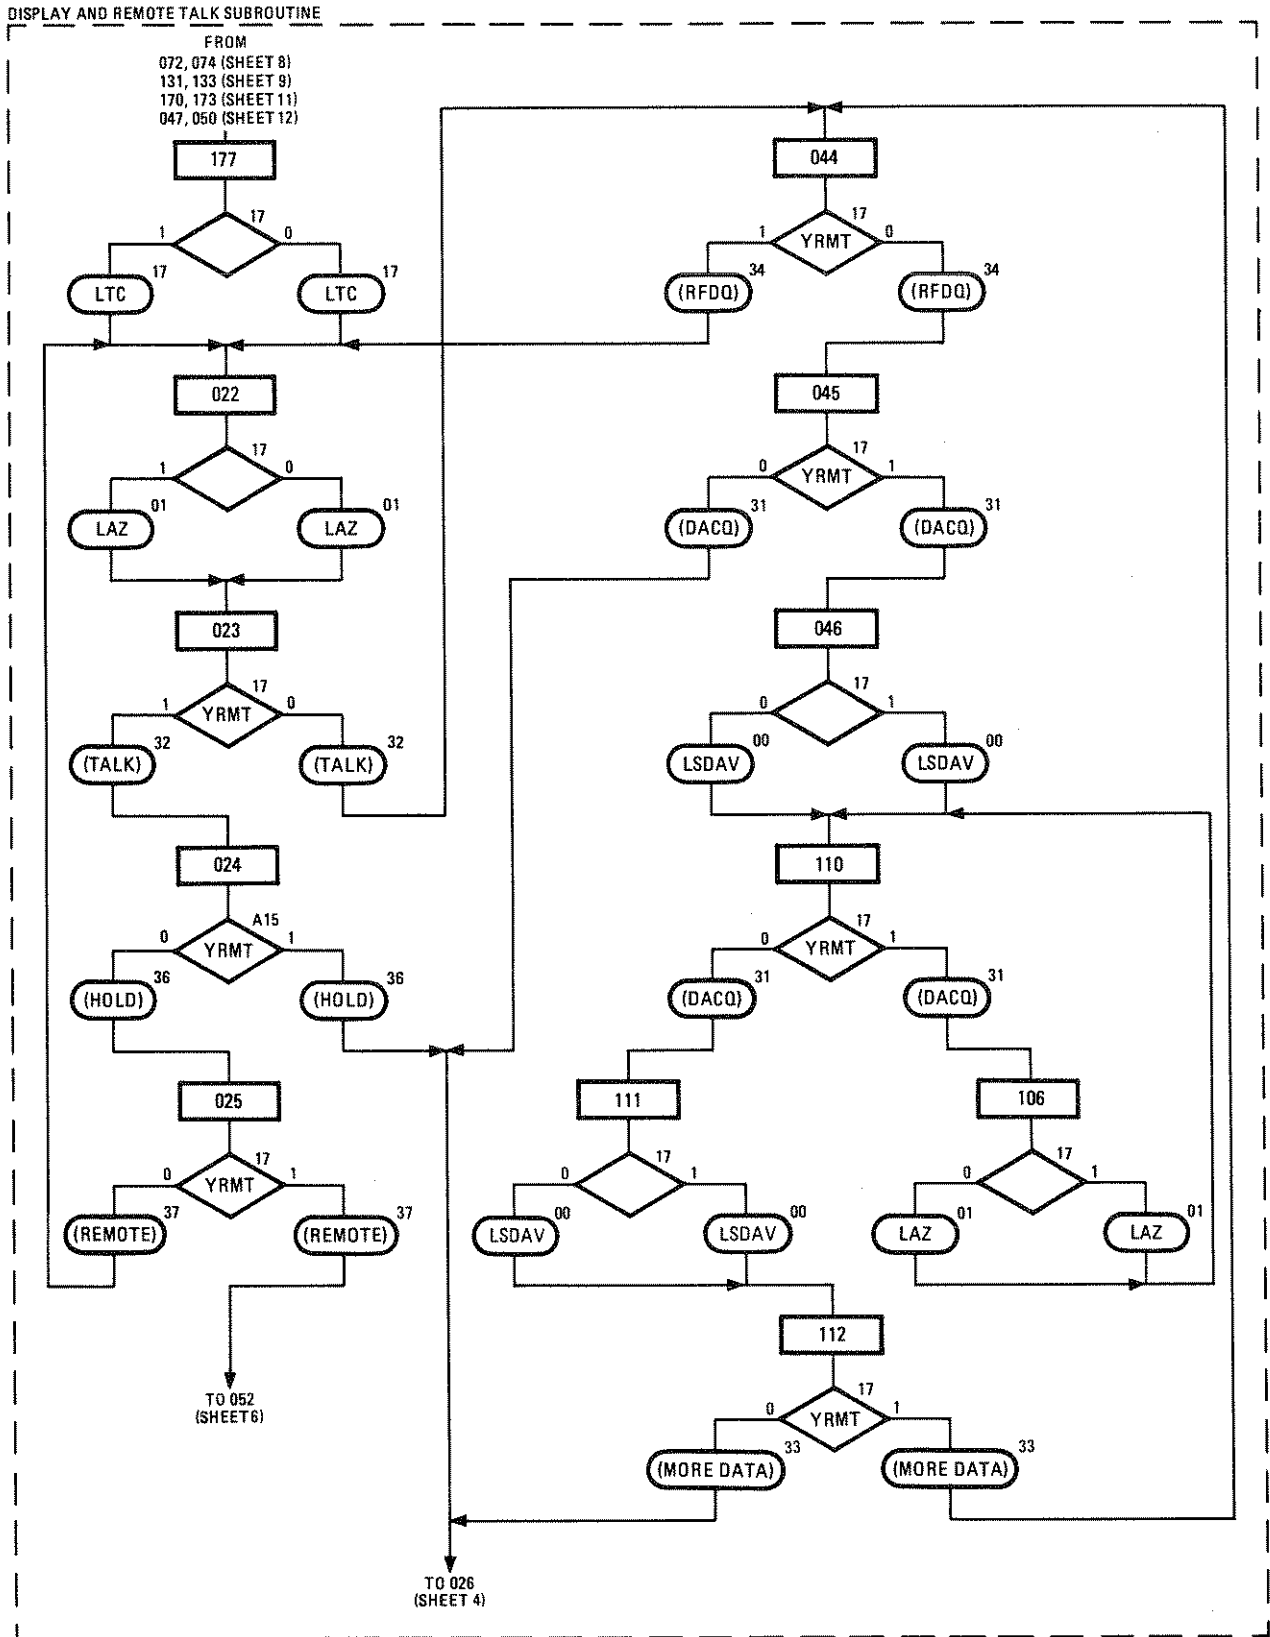 DISPLAY AND REMOTE TALK SUBROUTINE
FROM
072, 074 (SHEET 8)
131, 133 (SHEET 9)
170, 173 (SHEET 11)
047, 050 (SHEET 12)
177
17
1 0
LTC 17
LTC 17
022
17
1 0
LAZ 01
LAZ 01
023
17
1 YRMT 0
(TALK) 32
(TALK) 32
024
A15
0 YRMT 1
(HOLD) 36
(HOLD) 36
025
17
0 YRMT 1
(REMOTE) 37
(REMOTE) 37
TO 052
(SHEET 6)
044
17
1 YRMT 0
(RFDQ) 34
(RFDQ) 34
045
17
0 YRMT 1
(DACQ) 31
(DACQ) 31
046
17
0 1
LSDAV 00
LSDAV 00
110
17
0 YRMT 1
(DACQ) 31
(DACQ) 31
111
17
0 1
LSDAV 00
LSDAV 00
106
17
0 1
LAZ 01
LAZ 01
112
17
0 YRMT 1
(MORE DATA) 33
(MORE DATA) 33
TO 026
(SHEET 4)